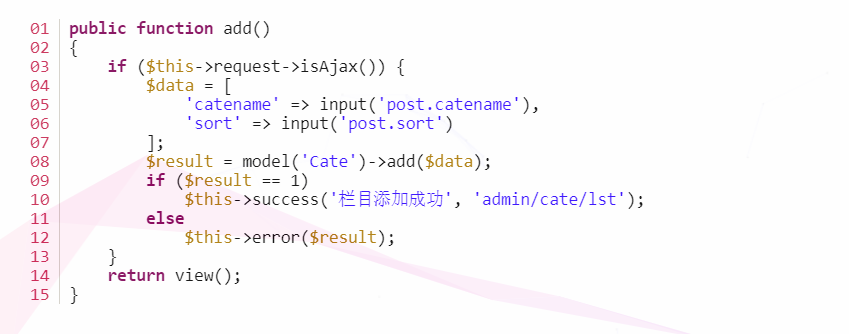 01 public function add()
02 {
03     if ($this->request->isAjax()) {
04         $data = [
05             'catename' => input('post.catename'),
06             'sort' => input('post.sort')
07         ];
08         $result = model('Cate')->add($data);
09         if ($result == 1)
10             $this->success('栏目添加成功', 'admin/cate/lst');
11         else
12             $this->error($result);
13     }
14     return view();
15 }